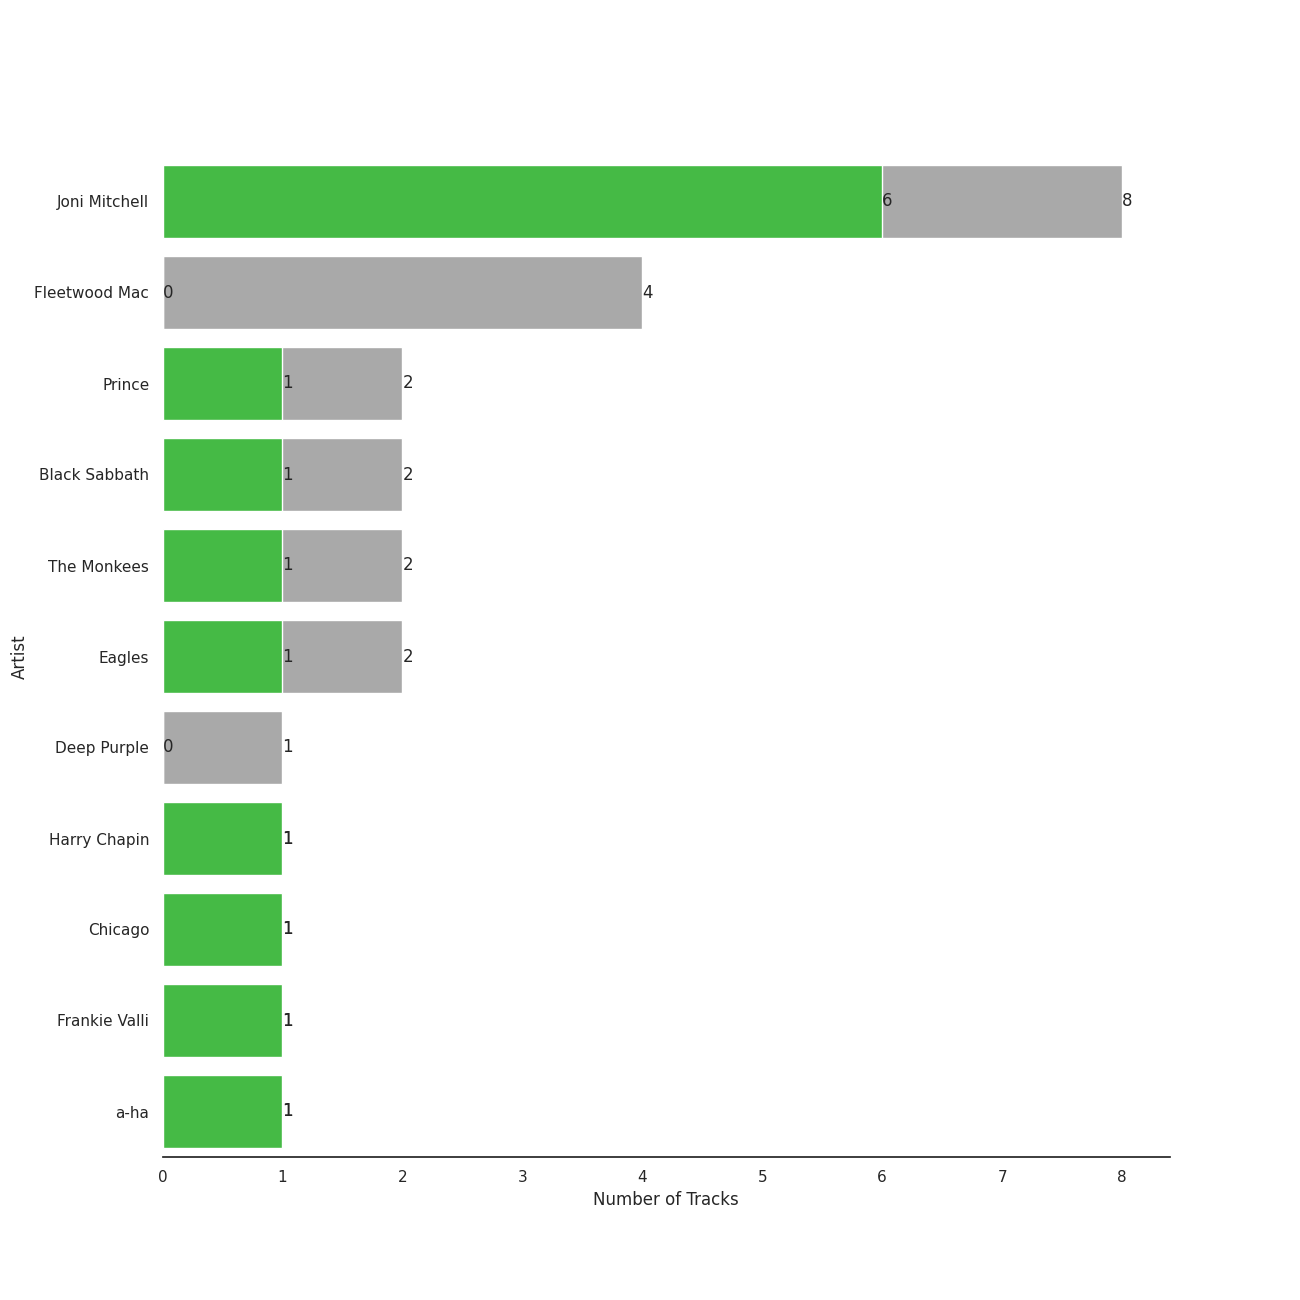 Joni Mitchell 6 8
Fleetwood Mac 0 4
Prince 1 2
Black Sabbath 1 2
The Monkees 1 2
Eagles 1 2
Artist
Deep Purple 0 1
Harry Chapin 1
Chicago 1
Frankie Valli 1
a-ha 1
0 1 2 3 4 5 6 7 8
Number of Tracks